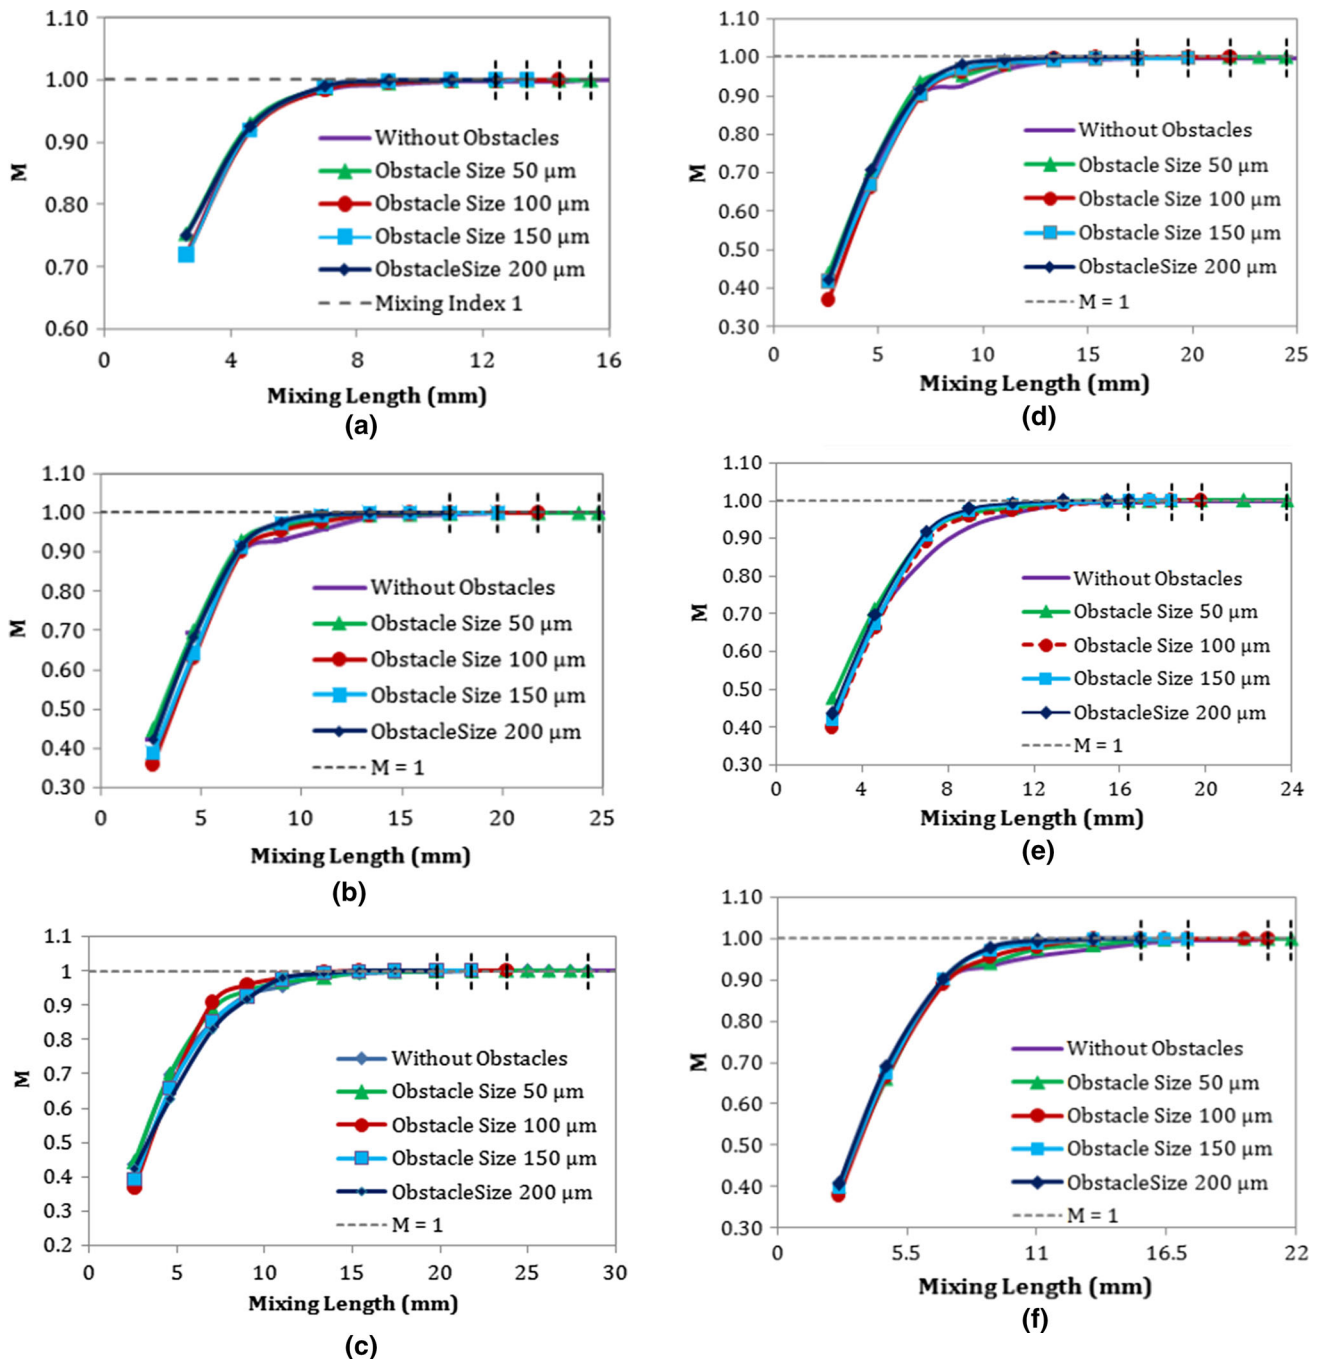 1.10
1.00
0.90
0.80
0.70
0.60
M
0
4
8
12
16
Mixing Length (mm)
Without Obstacles
Obstacle Size 50 µm
Obstacle Size 100 µm
Obstacle Size 150 µm
ObstacleSize 200 µm
Mixing Index 1
(a)
1.10
1.00
0.90
0.80
0.70
0.60
0.50
0.40
0.30
M
0
5
10
15
20
25
Mixing Length (mm)
Without Obstacles
Obstacle Size 50 µm
Obstacle Size 100 µm
Obstacle Size 150 µm
ObstacleSize 200 µm
M = 1
(d)
1.10
1.00
0.90
0.80
0.70
0.60
0.50
0.40
0.30
M
0
5
10
15
20
25
Mixing Length (mm)
Without Obstacles
Obstacle Size 50 µm
Obstacle Size 100 µm
Obstacle Size 150 µm
ObstacleSize 200 µm
M = 1
(b)
1.10
1.00
0.90
0.80
0.70
0.60
0.50
0.40
0.30
M
0
4
8
12
16
20
24
Mixing Length (mm)
Without Obstacles
Obstacle Size 50 µm
Obstacle Size 100 µm
Obstacle Size 150 µm
ObstacleSize 200 µm
M = 1
(e)
1.1
1
0.9
0.8
0.7
0.6
0.5
0.4
0.3
0.2
M
0
5
10
15
20
25
30
Mixing Length (mm)
Without Obstacles
Obstacle Size 50 µm
Obstacle Size 100 µm
Obstacle Size 150 µm
ObstacleSize 200 µm
M = 1
(c)
1.10
1.00
0.90
0.80
0.70
0.60
0.50
0.40
0.30
M
0
5.5
11
16.5
22
Mixing Length (mm)
Without Obstacles
Obstacle Size 50 µm
Obstacle Size 100 µm
Obstacle Size 150 µm
ObstacleSize 200 µm
M = 1
(f)